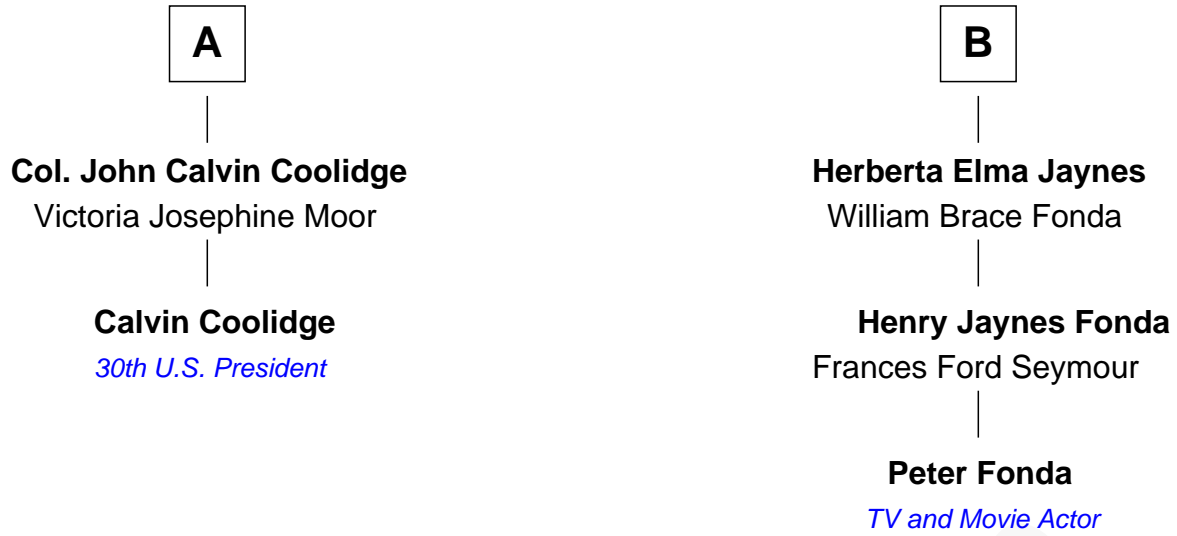 A
B
Col. John Calvin Coolidge
Herberta Elma Jaynes
Victoria Josephine Moor
William Brace Fonda
Calvin Coolidge
Henry Jaynes Fonda
30th U.S. President
Frances Ford Seymour
Peter Fonda
TV and Movie Actor